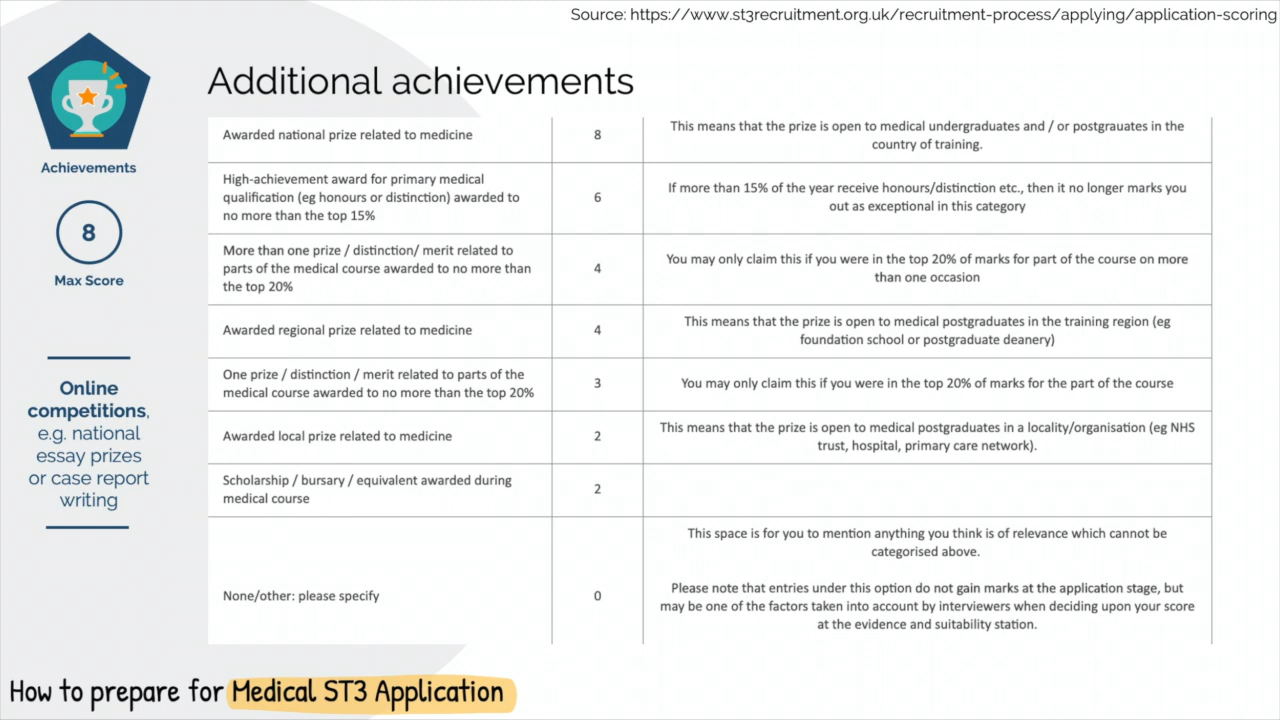 Source: https://www.st3recruitment.org.uk/recruitment-process/applying/application-scoring
Additional achievements
Achievements
8
Max Score
Online
competitions,
e.g. national
essay prizes
or case report
writing
Awarded national prize related to medicine
8
This means that the prize is open to medical undergraduates and / or postgrauates in the
country of training.
High-achievement award for primary medical
qualification (eg honours or distinction) awarded to
no more than the top 15%
6
If more than 15% of the year receive honours/distinction etc., then it no longer marks you
out as exceptional in this category
More than one prize / distinction/ merit related to
parts of the medical course awarded to no more than
the top 20%
4
You may only claim this if you were in the top 20% of marks for part of the course on more
than one occasion
Awarded regional prize related to medicine
4
This means that the prize is open to medical postgraduates in the training region (eg
foundation school or postgraduate deanery)
One prize / distinction / merit related to parts of the
medical course awarded to no more than the top 20%
3
You may only claim this if you were in the top 20% of marks for the part of the course
Awarded local prize related to medicine
2
This means that the prize is open to medical postgraduates in a locality/organisation (eg NHS
trust, hospital, primary care network).
Scholarship / bursary / equivalent awarded during
medical course
2
None/other: please specify
0
This space is for you to mention anything you think is of relevance which cannot be
categorised above.
Please note that entries under this option do not gain marks at the application stage, but
may be one of the factors taken into account by interviewers when deciding upon your score
at the evidence and suitability station.
How to prepare for Medical ST3 Application